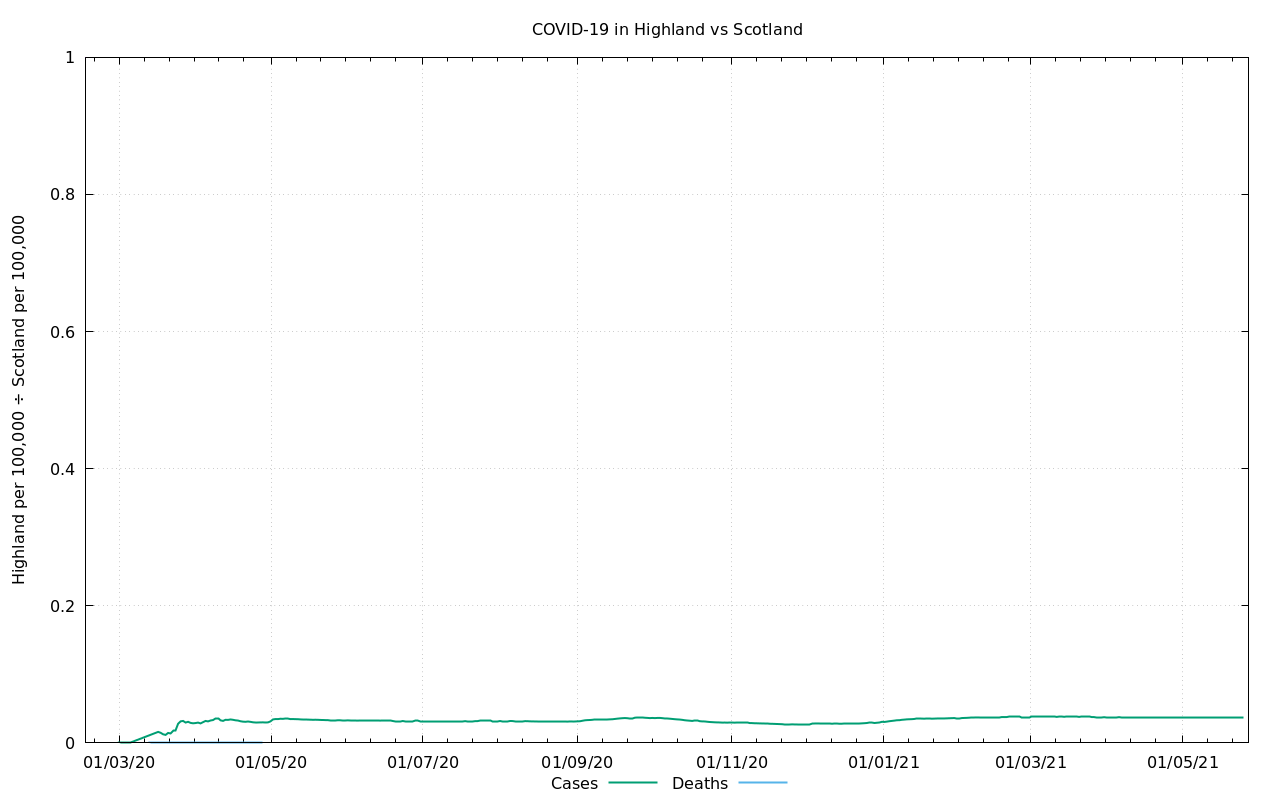 COVID-19 in Highland vs Scotland
Highland per 100,000 ÷ Scotland per 100,000
1
0.8
0.6
0.4
0.2
0
01/03/20 01/05/20 01/07/20 01/09/20 01/11/20 01/01/21 01/03/21 01/05/21
Cases Deaths